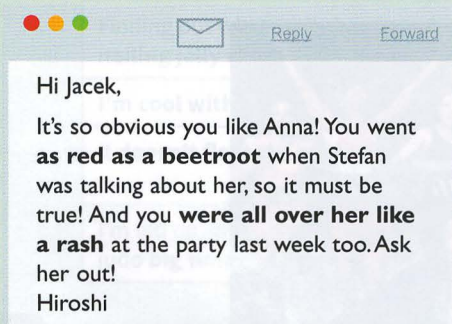 Reply Forward
Hi Jacek,
It's so obvious you like Anna! You went
as red as a beetroot when Stefan
was talking about her, so it must be
true! And you were all over her like
a rash at the party last week too. Ask
her out!
Hiroshi